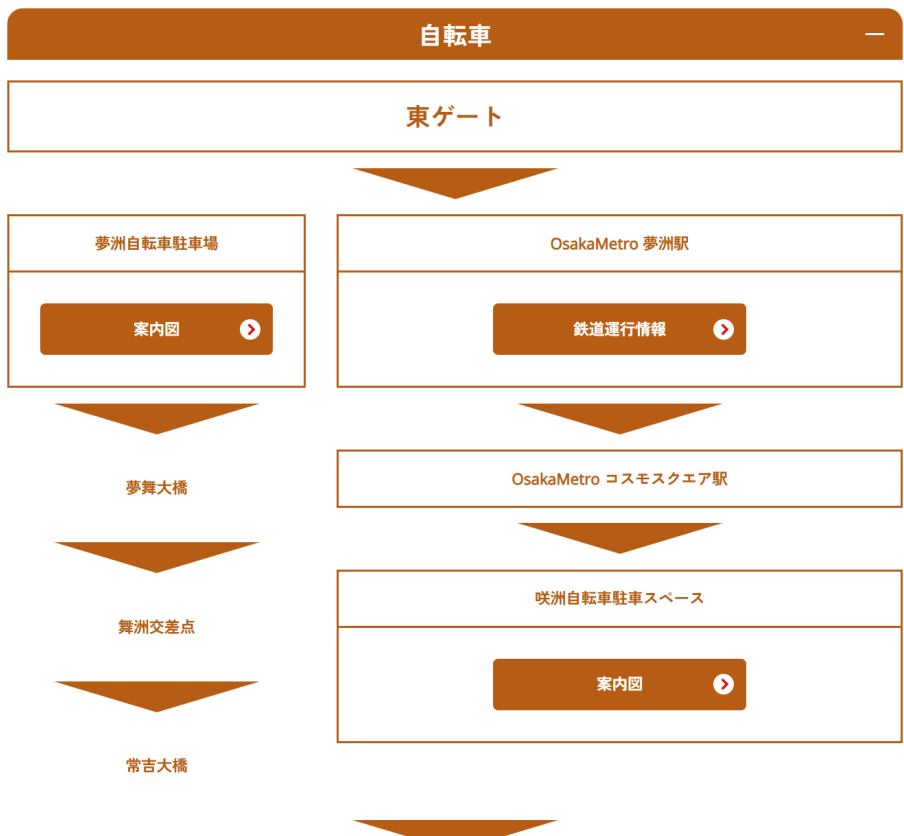 自転車
東ゲート
夢洲自転車駐車場
案内図
夢舞大橋
舞洲交差点
常吉大橋
OsakaMetro 夢洲駅
鉄道運行情報
OsakaMetro コスモスクエア駅
咲洲自転車駐車スペース
案内図